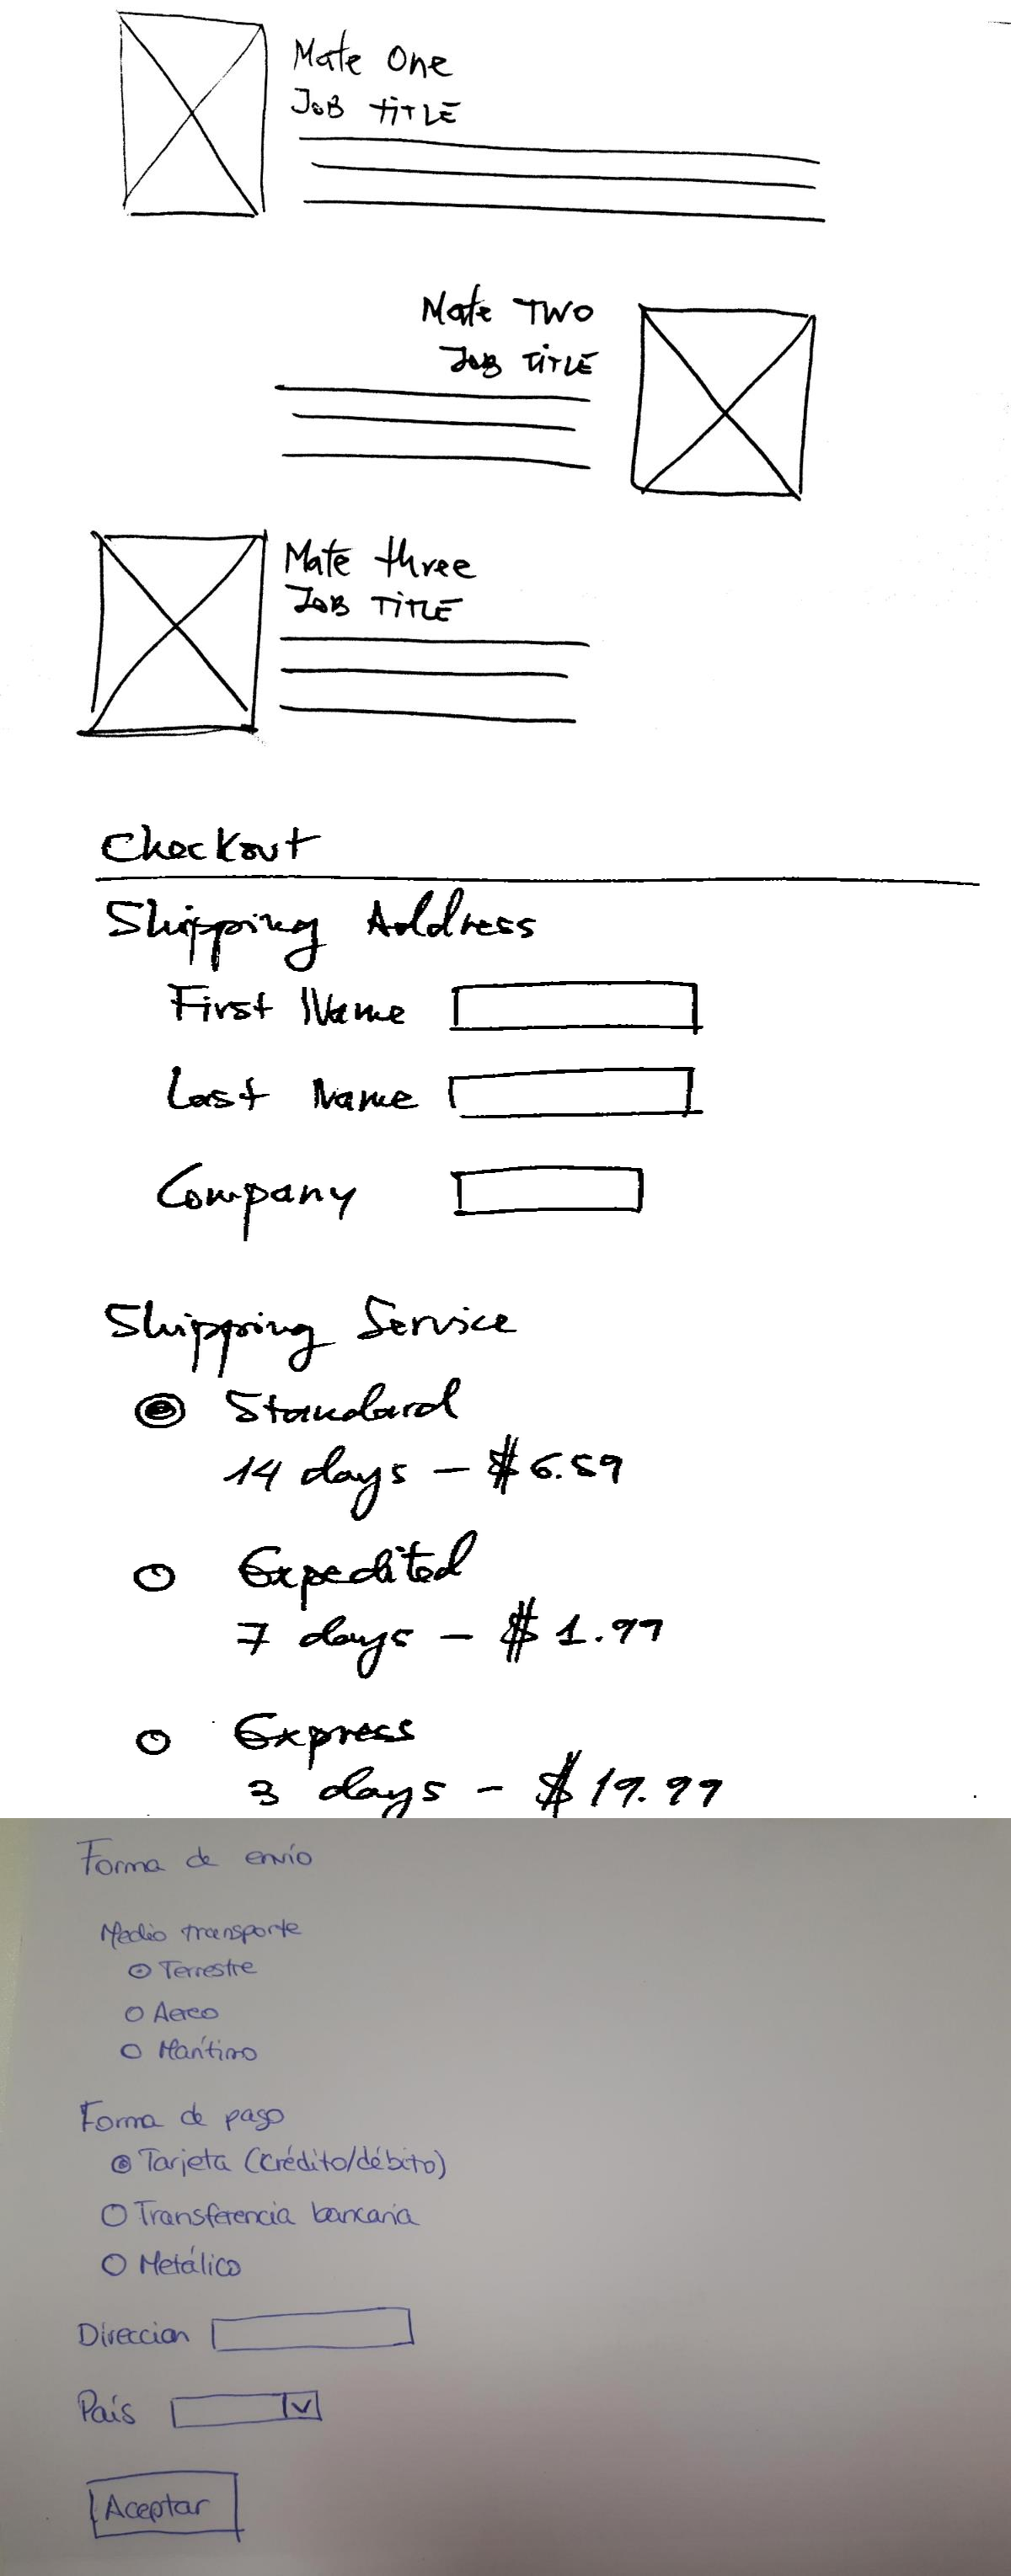 Mate One
JOB TITLE
Mate TWO
JOB TITLE
Mate three
JOB TITLE
Checkout
Shipping Address
First Name
Last Name
Company
Shipping Service
Standard
14 days - $6.59
Expedited
7 days - $1.99
Express
3 days - $19.99
Forma de envío
Medio transporte
Terrestre
Aereo
Marítimo
Forma de pago
Tarjeta (crédito/débito)
Transferencia bancaria
Metálico
Direccion
País
Aceptar